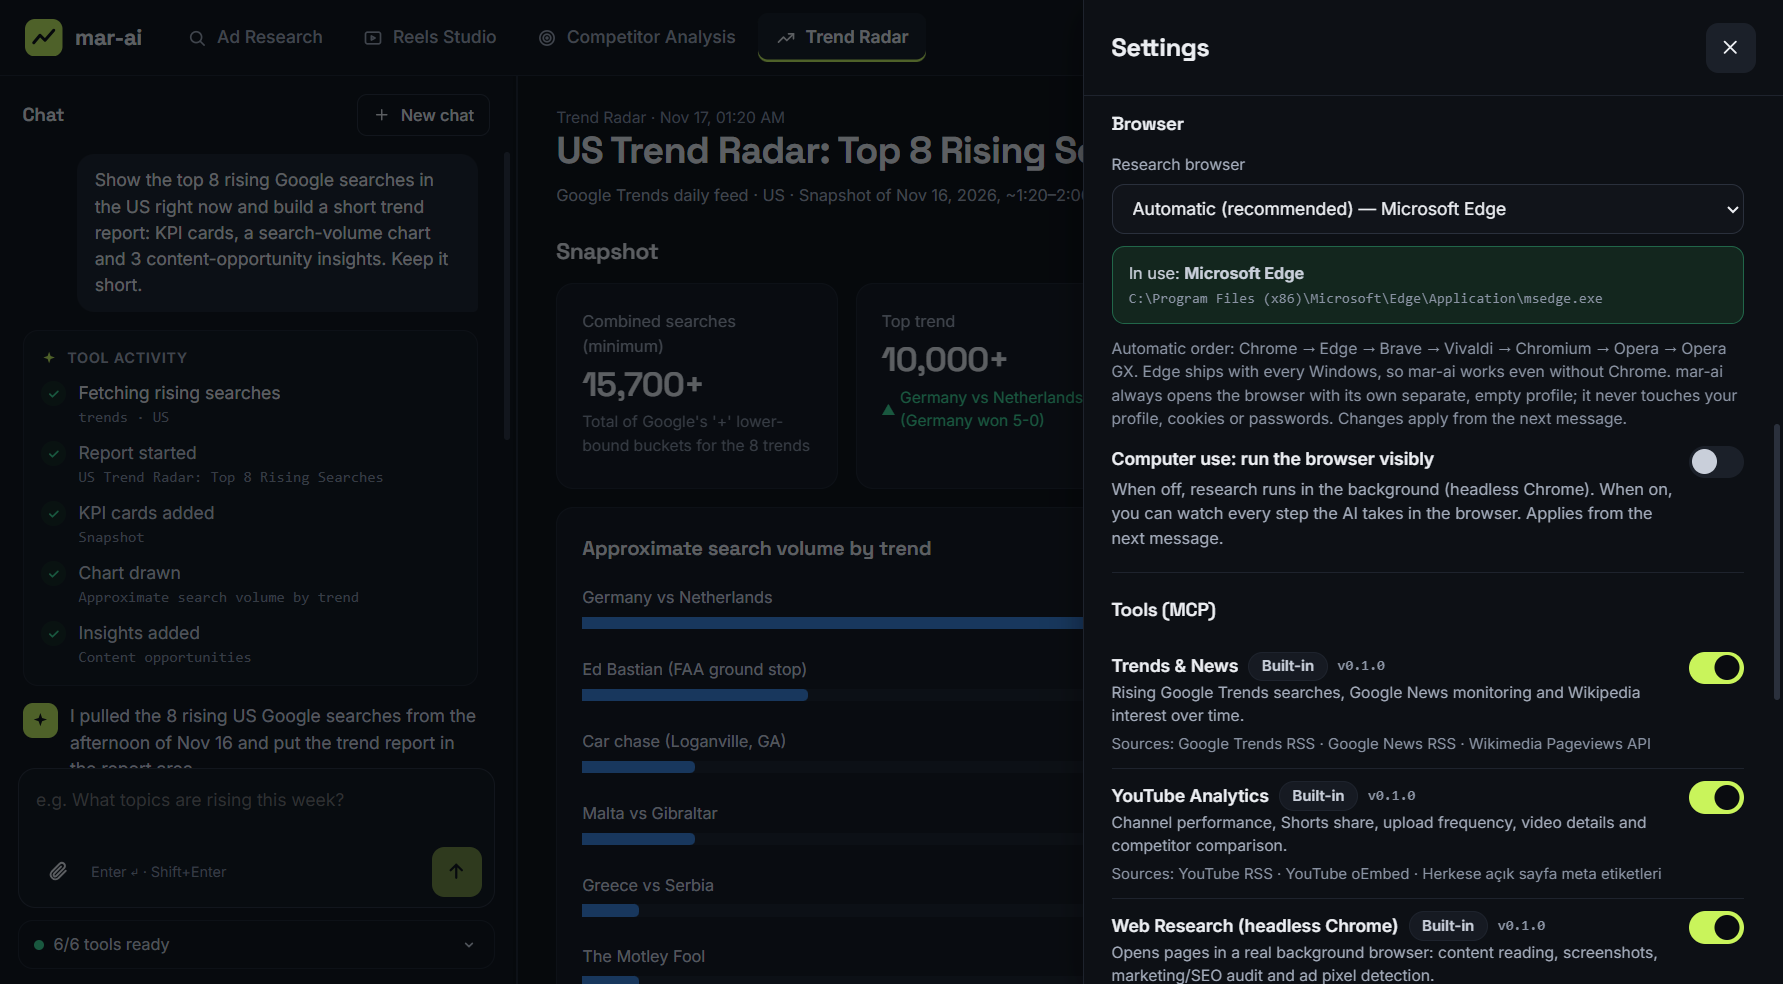 mar-ai
Ad Research
Reels Studio
Competitor Analysis
Trend Radar
Chat
New chat
Show the top 8 rising Google searches in
the US right now and build a short trend
report: KPI cards, a search-volume chart
and 3 content-opportunity insights. Keep it
short.
TOOL ACTIVITY
Fetching rising searches
trends · US
Report started
US Trend Radar: Top 8 Rising Searches
KPI cards added
Snapshot
Chart drawn
Approximate search volume by trend
Insights added
Content opportunities
I pulled the 8 rising US Google searches from the
afternoon of Nov 16 and put the trend report in
the report area
e.g. What topics are rising this week?
Enter ↵ · Shift+Enter
6/6 tools ready
Trend Radar · Nov 17, 01:20 AM
US Trend Radar: Top 8 Rising Se
Google Trends daily feed · US · Snapshot of Nov 16, 2026, ~1:20–2:00
Snapshot
Combined searches
(minimum)
15,700+
Total of Google's '+' lower-
bound buckets for the 8 trends
Top trend
10,000+
▲ Germany vs Netherlands
(Germany won 5-0)
Approximate search volume by trend
Germany vs Netherlands
Ed Bastian (FAA ground stop)
Car chase (Loganville, GA)
Malta vs Gibraltar
Greece vs Serbia
The Motley Fool
Settings
Browser
Research browser
Automatic (recommended) — Microsoft Edge
In use: Microsoft Edge
C:\Program Files (x86)\Microsoft\Edge\Application\msedge.exe
Automatic order: Chrome → Edge → Brave → Vivaldi → Chromium → Opera → Opera
GX. Edge ships with every Windows, so mar-ai works even without Chrome. mar-ai
always opens the browser with its own separate, empty profile; it never touches your
profile, cookies or passwords. Changes apply from the next message.
Computer use: run the browser visibly
When off, research runs in the background (headless Chrome). When on,
you can watch every step the AI takes in the browser. Applies from the
next message.
Tools (MCP)
Trends & News Built-in v0.1.0
Rising Google Trends searches, Google News monitoring and Wikipedia
interest over time.
Sources: Google Trends RSS · Google News RSS · Wikimedia Pageviews API
YouTube Analytics Built-in v0.1.0
Channel performance, Shorts share, upload frequency, video details and
competitor comparison.
Sources: YouTube RSS · YouTube oEmbed · Herkese açık sayfa meta etiketleri
Web Research (headless Chrome) Built-in v0.1.0
Opens pages in a real background browser: content reading, screenshots,
marketing/SEO audit and ad pixel detection.